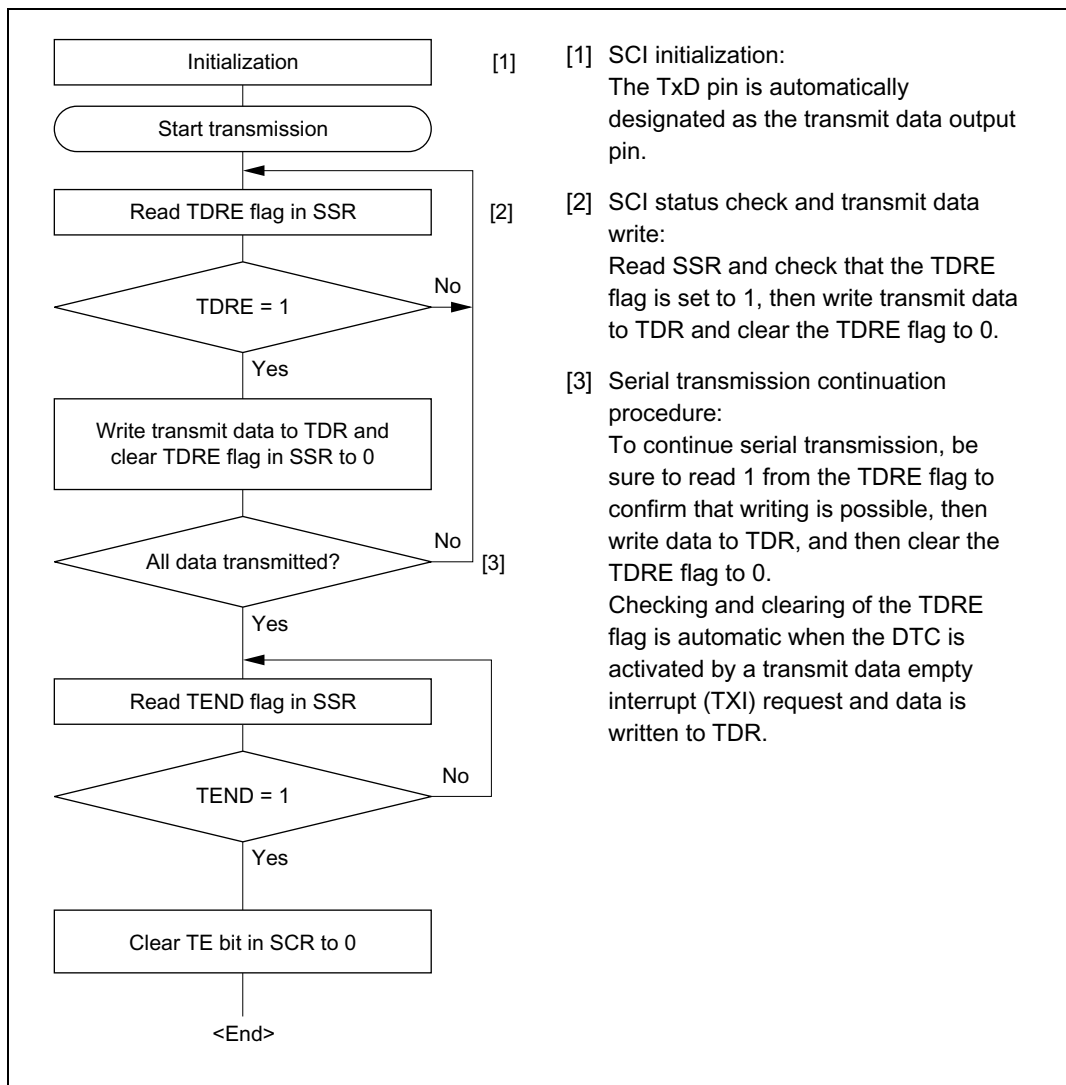 Initialization
[1]
Start transmission
Read TDRE flag in SSR
[2]
No
TDRE = 1
Yes
Write transmit data to TDR and
clear TDRE flag in SSR to 0
No
All data transmitted?
[3]
Yes
Read TEND flag in SSR
No
TEND = 1
Yes
Clear TE bit in SCR to 0
<End>
[1] SCI initialization:
The TxD pin is automatically
designated as the transmit data output
pin.
[2] SCI status check and transmit data
write:
Read SSR and check that the TDRE
flag is set to 1, then write transmit data
to TDR and clear the TDRE flag to 0.
[3] Serial transmission continuation
procedure:
To continue serial transmission, be
sure to read 1 from the TDRE flag to
confirm that writing is possible, then
write data to TDR, and then clear the
TDRE flag to 0.
Checking and clearing of the TDRE
flag is automatic when the DTC is
activated by a transmit data empty
interrupt (TXI) request and data is
written to TDR.